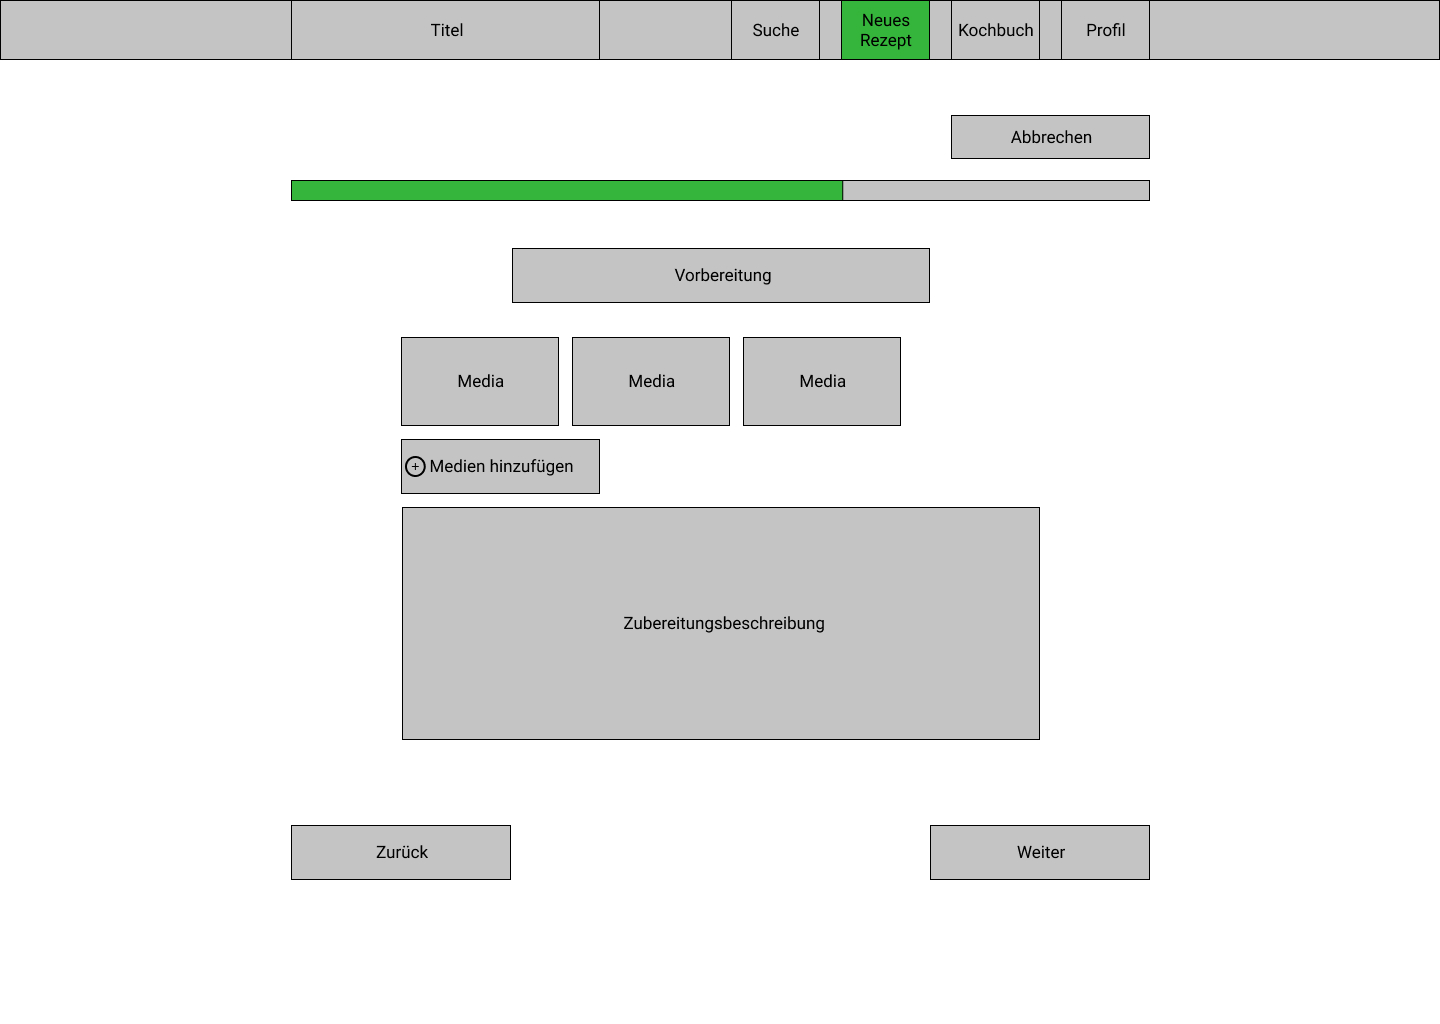 Titel
Suche
Neues
Rezept
Kochbuch
Profil
Abbrechen
Vorbereitung
Media
Media
Media
+ Medien hinzufügen
Zubereitungsbeschreibung
Zurück
Weiter